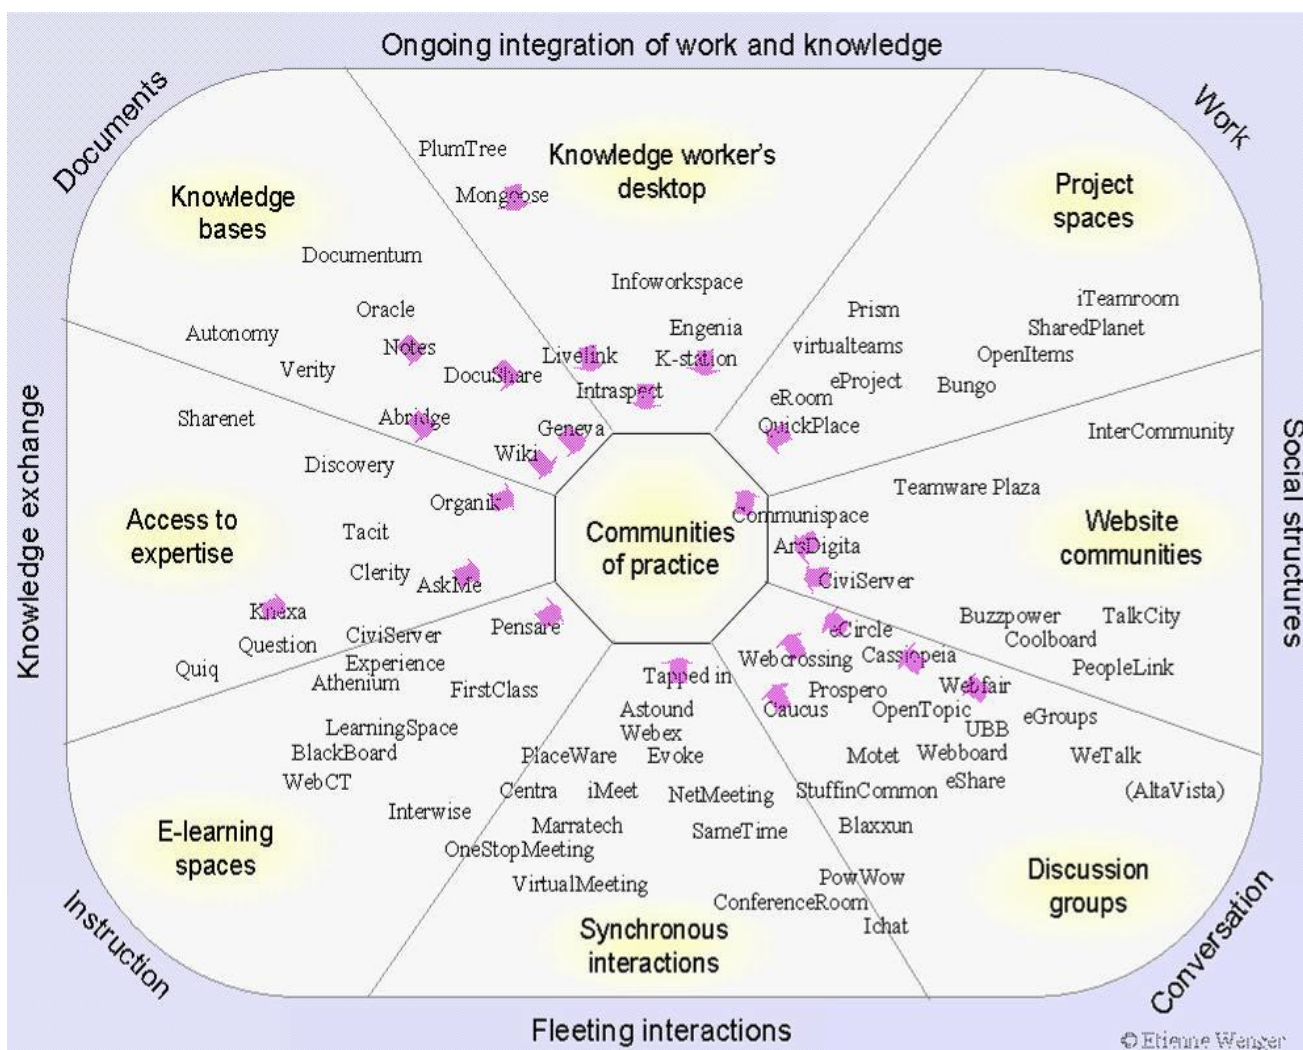 Ongoing integration of work and knowledge
Documents
Work
PlumTree
Knowledge worker's
desktop
Mongoose
Project
spaces
Knowledge
bases
Documentum
Infoworkspace
iTeamroom
Oracle
Prism
Autonomy
Engenia
SharedPlanet
Notes
virtualteams
Livelink
K-station
OpenItems
Verity
DocuShare
eProject
Bungo
Intraspect
eRoom
Knowledge exchange
Sharenet
Abridge
Geneva
QuickPlace
InterCommunity
Social structures
Wiki
Discovery
Teamware Plaza
Organik
Communispace
Access to
expertise
Tacit
Communities
of practice
ArsDigita
Website
communities
Clerity
AskMe
CiviServer
Knexa
Buzzpower
TalkCity
Pensare
eCircle
Question
CiviServer
Coolboard
Quiq
Experience
Webcrossing
Cassiopeia
PeopleLink
Athenium
FirstClass
Tapped in
Prospero
Webfair
Astound
Caucus
OpenTopic
eGroups
LearningSpace
Webex
UBB
BlackBoard
PlaceWare
Evoke
Motet
Webboard
WeTalk
WebCT
Centra
iMeet
NetMeeting
StuffinCommon
eShare
(AltaVista)
Interwise
Marratech
SameTime
Blaxxun
E-learning
spaces
OneStopMeeting
VirtualMeeting
PowWow
Discussion
groups
ConferenceRoom
Ichat
Instruction
Synchronous
interactions
Conversation
Fleeting interactions
© Etienne Wenger